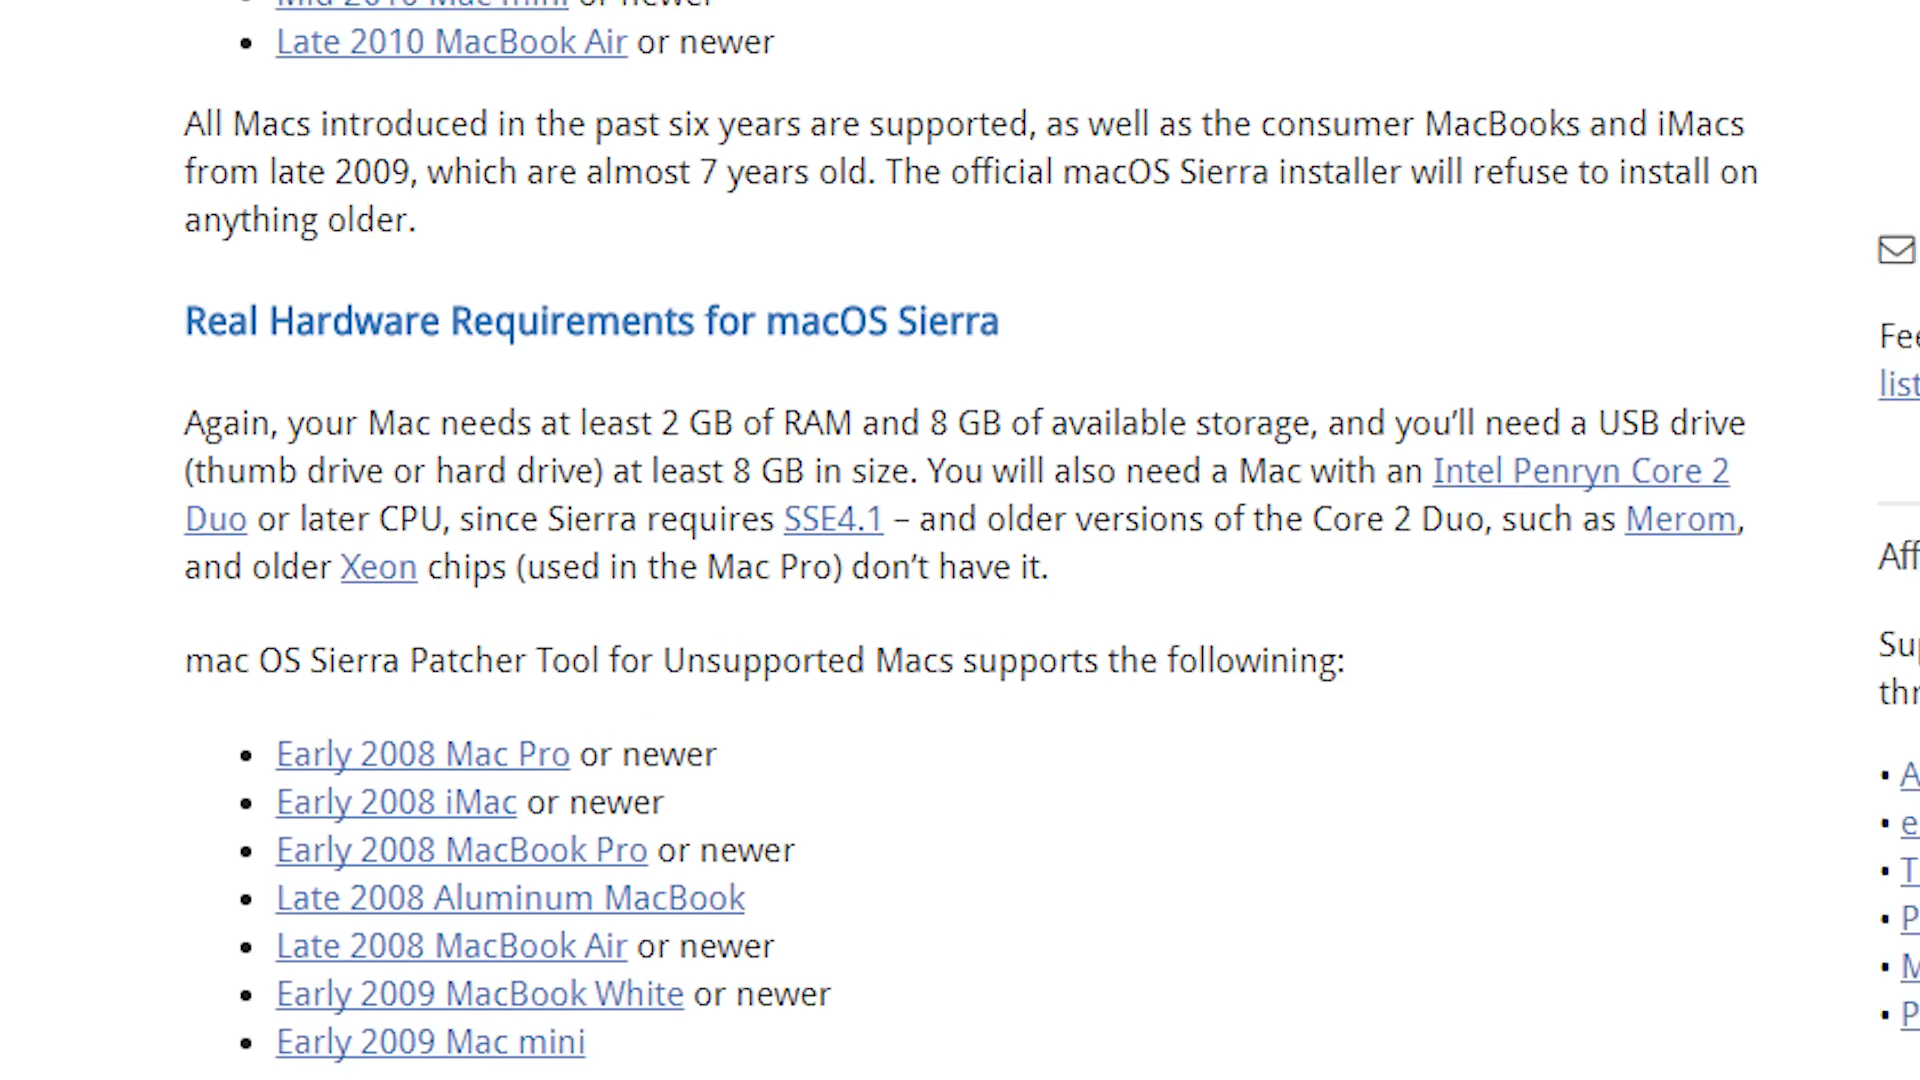 Mid 2010 Mac mini or newer
Late 2010 MacBook Air or newer
All Macs introduced in the past six years are supported, as well as the consumer MacBooks and iMacs
from late 2009, which are almost 7 years old. The official macOS Sierra installer will refuse to install on
anything older.
Real Hardware Requirements for macOS Sierra
Again, your Mac needs at least 2 GB of RAM and 8 GB of available storage, and you’ll need a USB drive
(thumb drive or hard drive) at least 8 GB in size. You will also need a Mac with an Intel Penryn Core 2
Duo or later CPU, since Sierra requires SSE4.1 – and older versions of the Core 2 Duo, such as Merom,
and older Xeon chips (used in the Mac Pro) don’t have it.
mac OS Sierra Patcher Tool for Unsupported Macs supports the followining:
Early 2008 Mac Pro or newer
Early 2008 iMac or newer
Early 2008 MacBook Pro or newer
Late 2008 Aluminum MacBook
Late 2008 MacBook Air or newer
Early 2009 MacBook White or newer
Early 2009 Mac mini
list